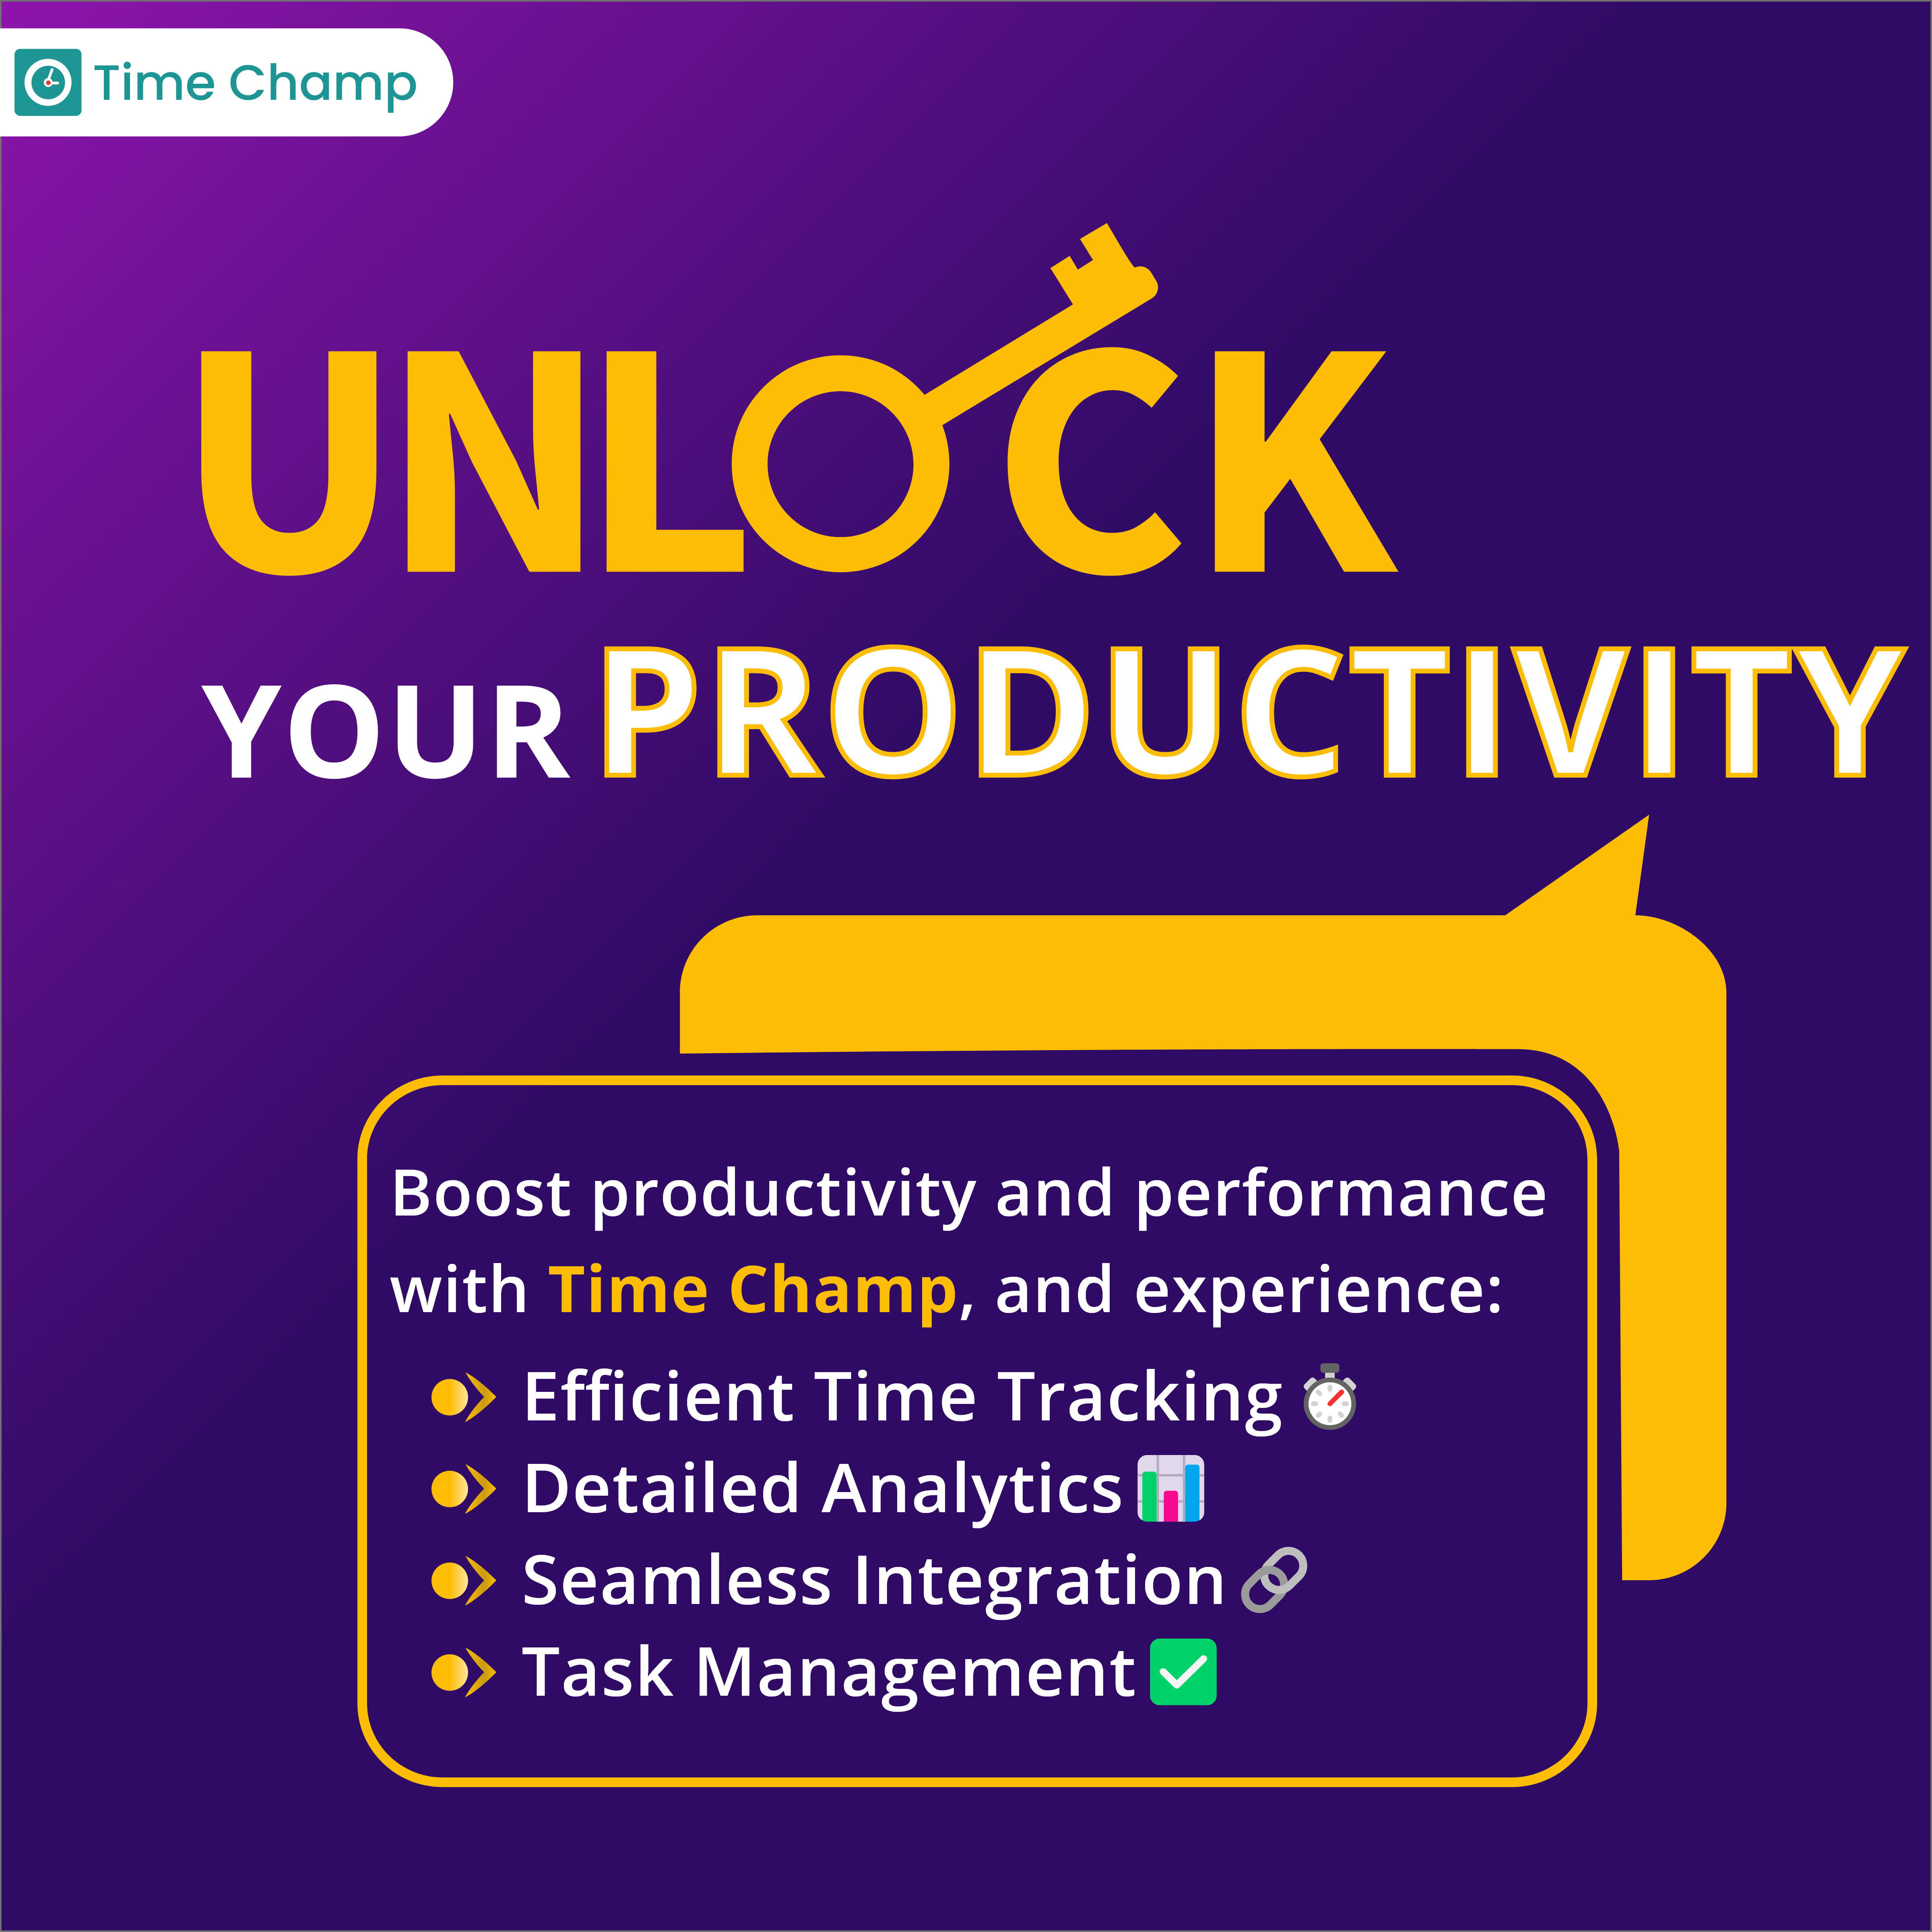 Time Champ
UNLOCK
YOUR PRODUCTIVITY
Boost productivity and performance
with Time Champ, and experience:
Efficient Time Tracking
Detailed Analytics
Seamless Integration
Task Management